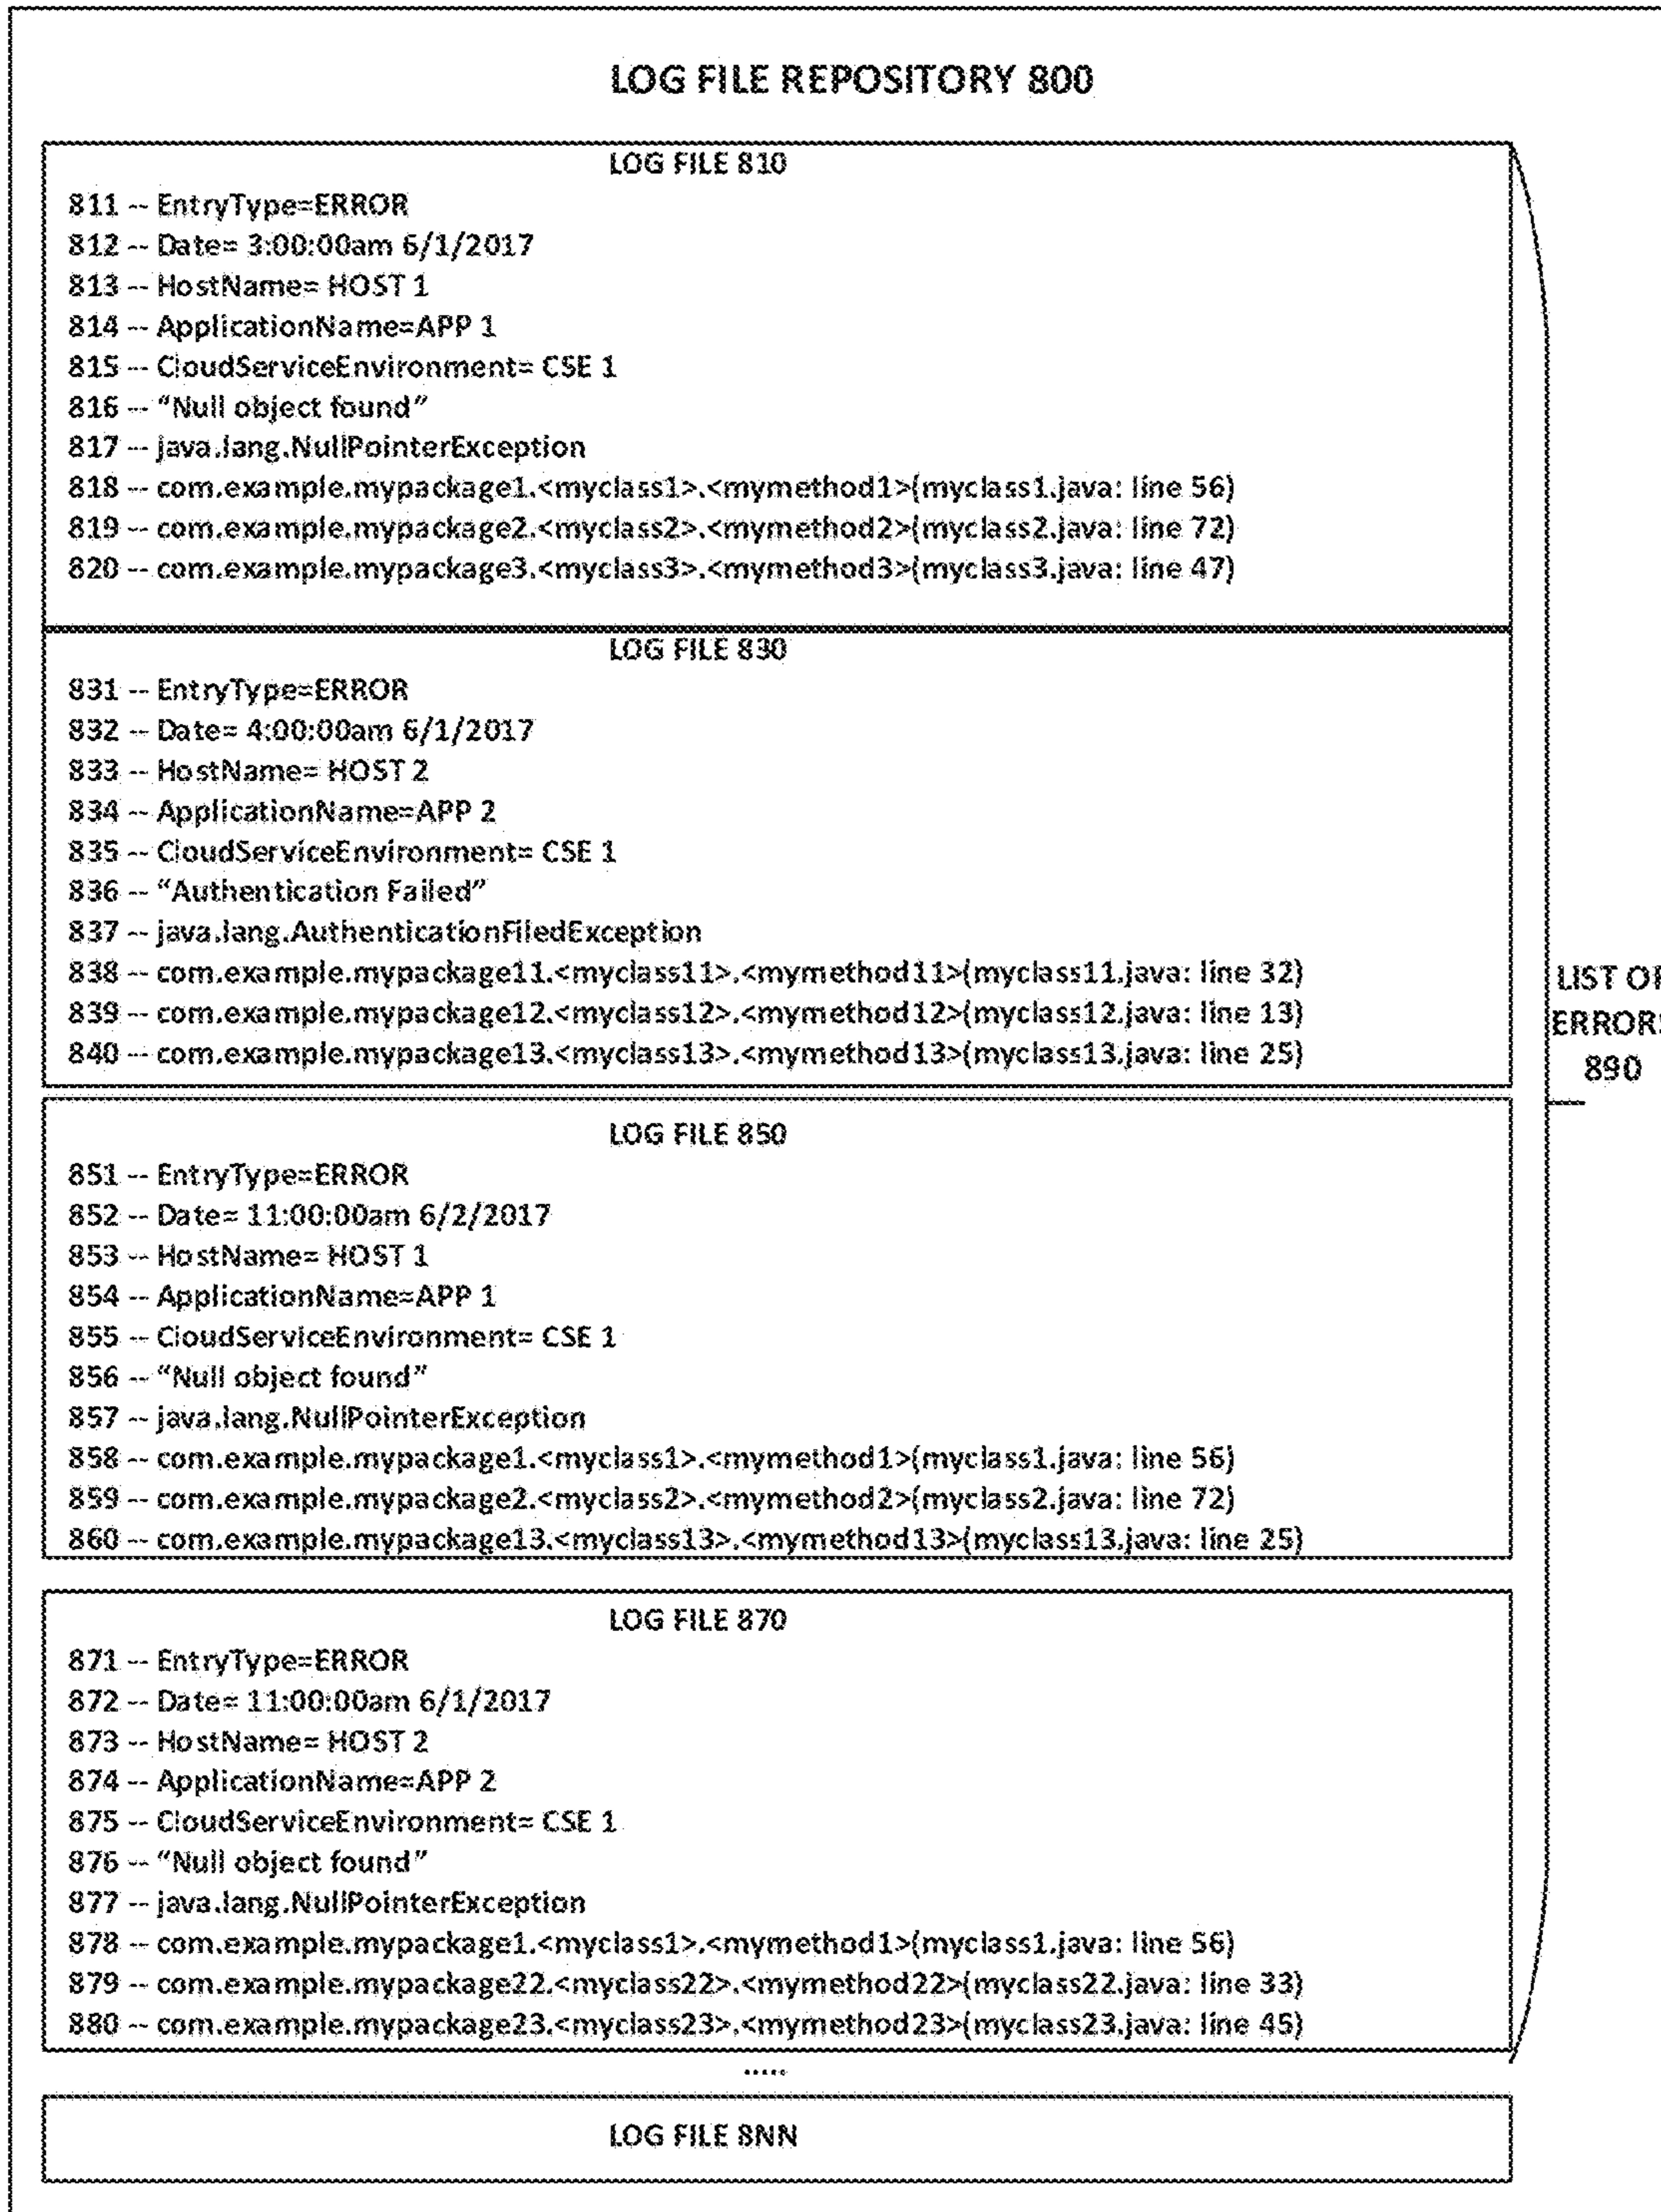 LOG FILE REPOSITORY 800
LOG FILE 810
811 -- EntryType=ERROR
812 -- Date= 3:00:00am 6/1/2017
813 -- HostName= HOST 1
814 -- ApplicationName=APP 1
815 -- CloudServiceEnvironment= CSE 1
816 -- “Null object found”
817 -- java.lang.NullPointerException
818 -- com.example.mypackage1.<myclass1>.<mymethod1>(myclass1.java: line 56)
819 -- com.example.mypackage2.<myclass2>.<mymethod2>(myclass2.java: line 72)
820 -- com.example.mypackage3.<myclass3>.<mymethod3>(myclass3.java: line 47)
LOG FILE 830
831 -- EntryType=ERROR
832 -- Date= 4:00:00am 6/1/2017
833 -- HostName= HOST 2
834 -- ApplicationName=APP 2
835 -- CloudServiceEnvironment= CSE 1
836 -- “Authentication Failed”
837 -- java.lang.AuthenticationFiledException
838 -- com.example.mypackage11.<myclass11>.<mymethod11>(myclass11.java: line 32)
839 -- com.example.mypackage12.<myclass12>.<mymethod12>(myclass12.java: line 13)
840 -- com.example.mypackage13.<myclass13>.<mymethod13>(myclass13.java: line 25)
LOG FILE 850
851 -- EntryType=ERROR
852 -- Date= 11:00:00am 6/2/2017
853 -- HostName= HOST 1
854 -- ApplicationName=APP 1
855 -- CloudServiceEnvironment= CSE 1
856 -- “Null object found”
857 -- java.lang.NullPointerException
858 -- com.example.mypackage1.<myclass1>.<mymethod1>(myclass1.java: line 56)
859 -- com.example.mypackage2.<myclass2>.<mymethod2>(myclass2.java: line 72)
860 -- com.example.mypackage13.<myclass13>.<mymethod13>(myclass13.java: line 25)
LOG FILE 870
871 -- EntryType=ERROR
872 -- Date= 11:00:00am 6/1/2017
873 -- HostName= HOST 2
874 -- ApplicationName=APP 2
875 -- CloudServiceEnvironment= CSE 1
876 -- “Null object found”
877 -- java.lang.NullPointerException
878 -- com.example.mypackage1.<myclass1>.<mymethod1>(myclass1.java: line 56)
879 -- com.example.mypackage22.<myclass22>.<mymethod22>(myclass22.java: line 33)
880 -- com.example.mypackage23.<myclass23>.<mymethod23>(myclass23.java: line 45)
.....
LOG FILE 8NN
LIST OF
ERRORS
890